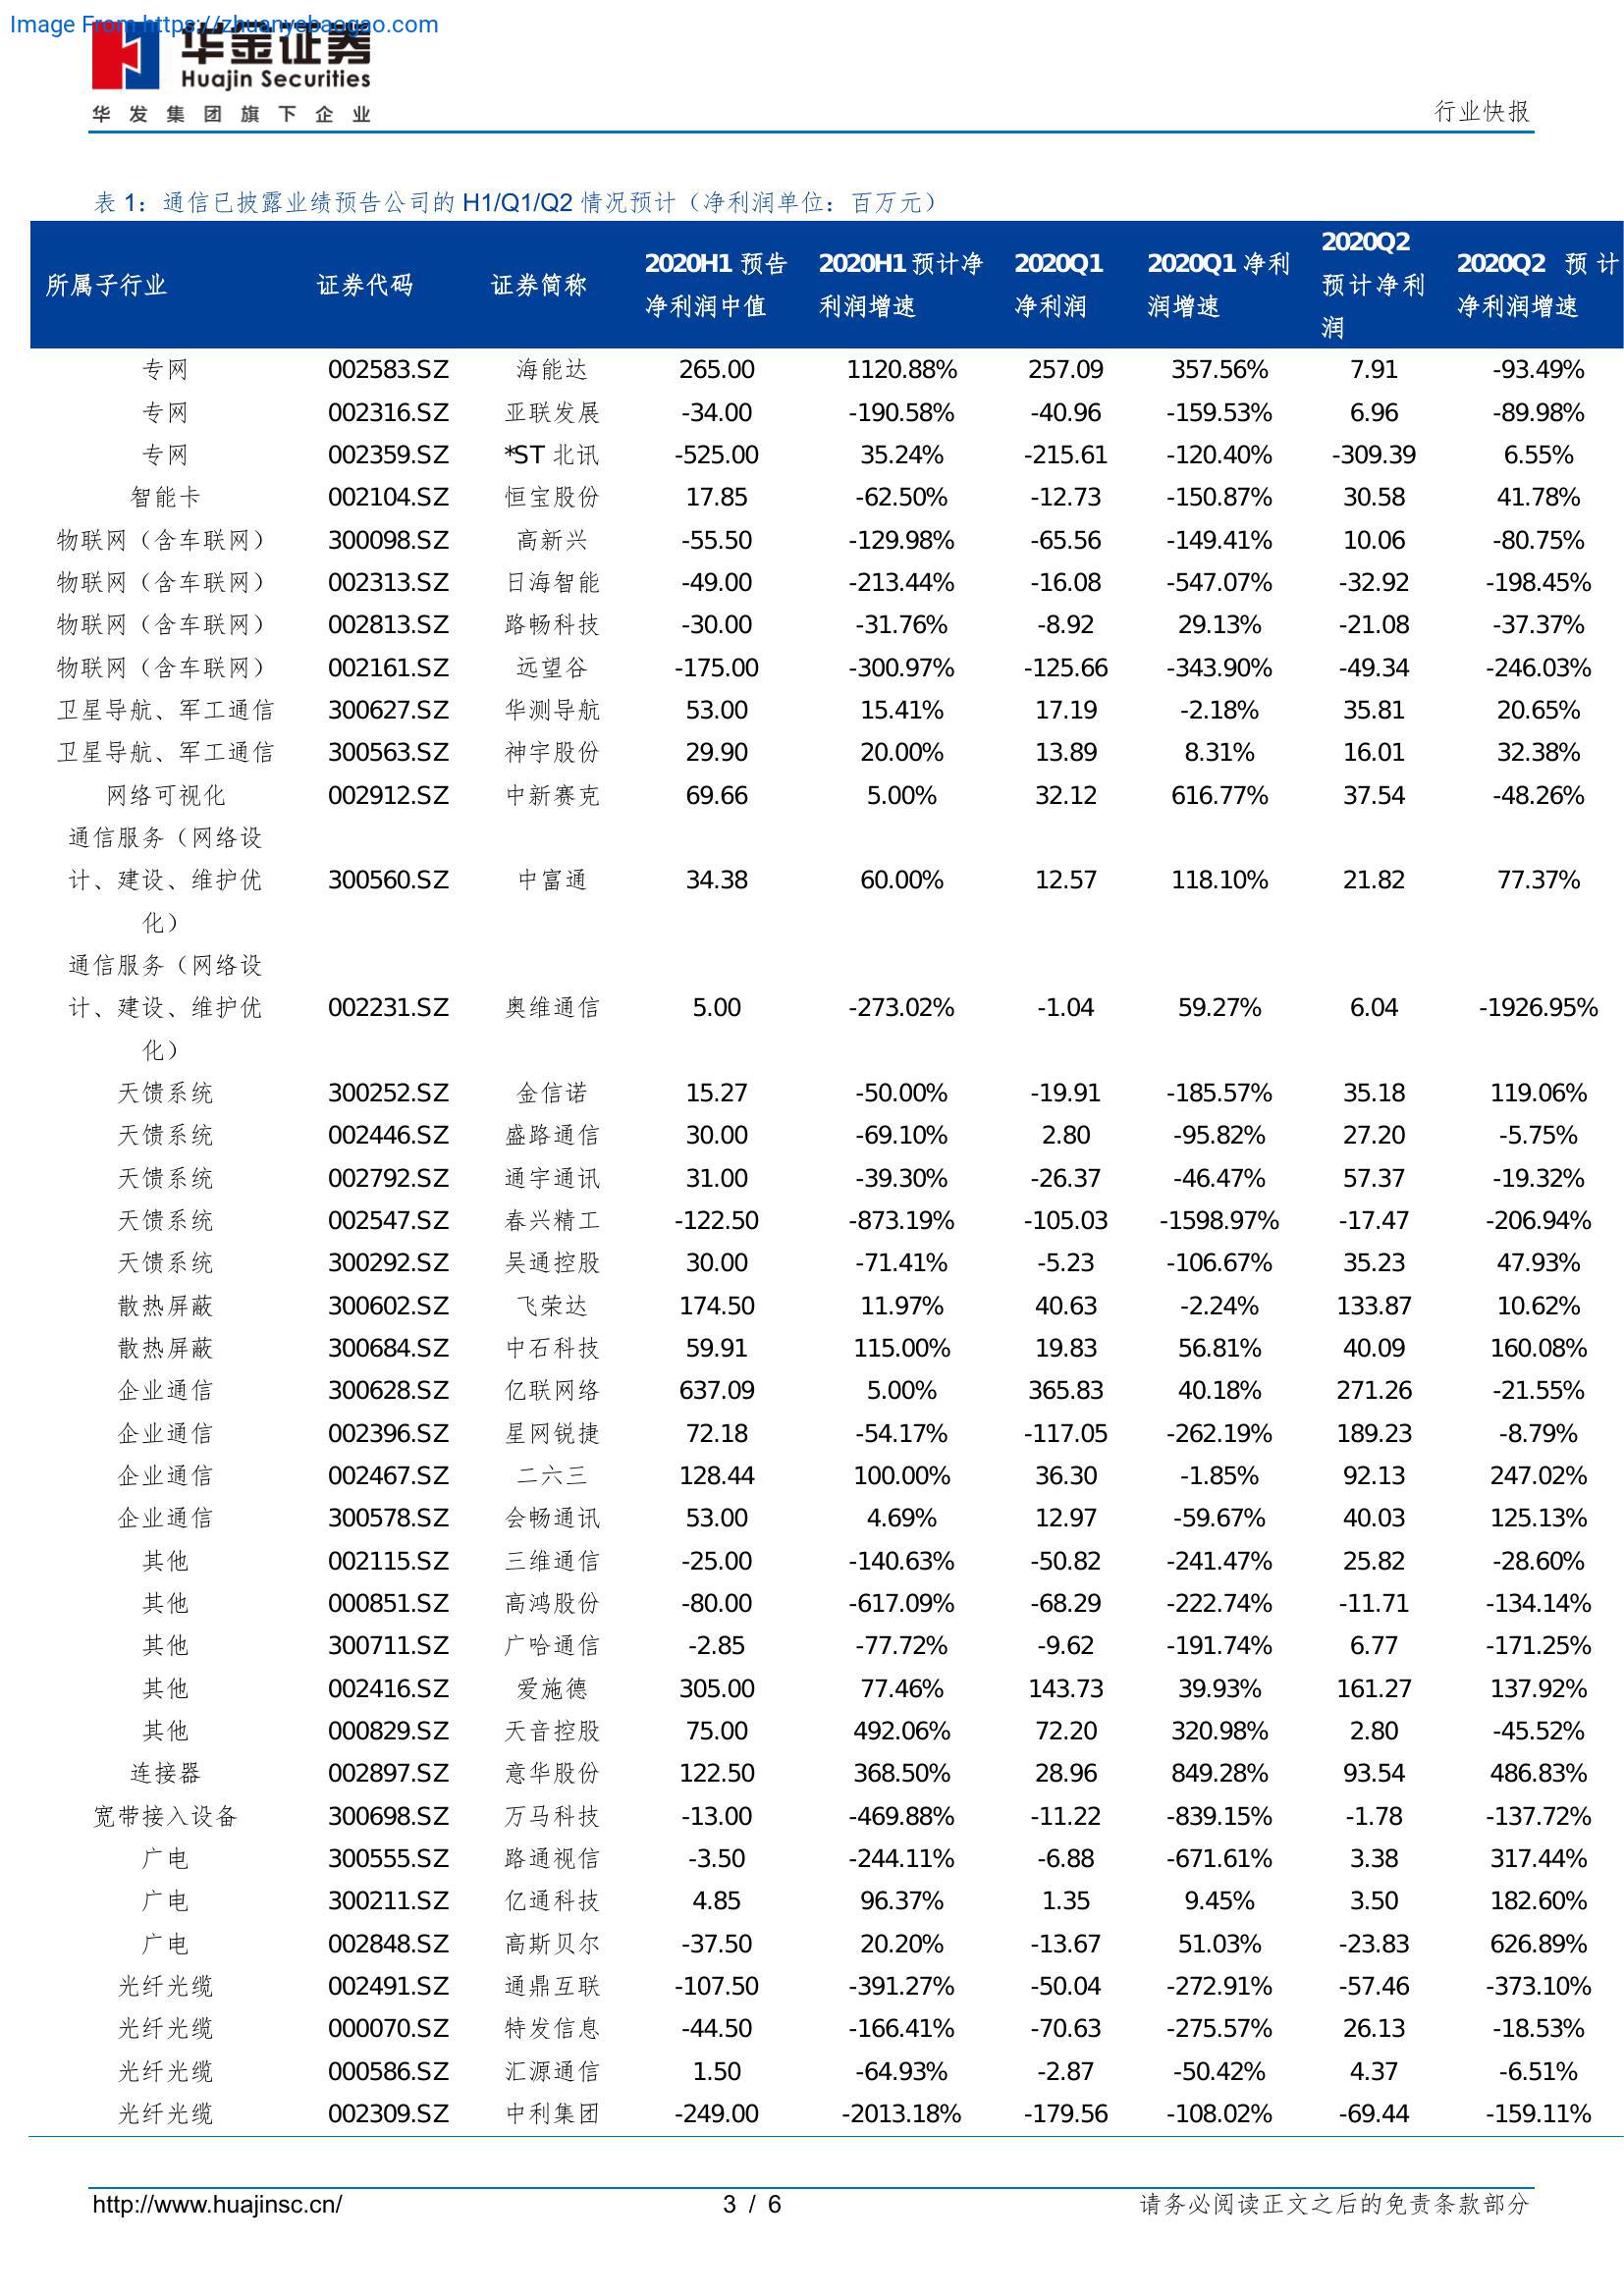 Image From https://zhuanyebaogao.com
华金证券
Huajin Securities
华发集团旗下企业
行业快报
表 1：通信已披露业绩预告公司的 H1/Q1/Q2 情况预计（净利润单位：百万元）
所属子行业 证券代码 证券简称 2020H1 预告净利润中值 2020H1 预计净利润增速 2020Q1 净利润 2020Q1 净利润增速 2020Q2 预计净利润 2020Q2 预计净利润增速
专网 002583.SZ 海能达 265.00 1120.88% 257.09 357.56% 7.91 -93.49%
专网 002316.SZ 亚联发展 -34.00 -190.58% -40.96 -159.53% 6.96 -89.98%
专网 002359.SZ *ST 北讯 -525.00 35.24% -215.61 -120.40% -309.39 6.55%
智能卡 002104.SZ 恒宝股份 17.85 -62.50% -12.73 -150.87% 30.58 41.78%
物联网（含车联网） 300098.SZ 高新兴 -55.50 -129.98% -65.56 -149.41% 10.06 -80.75%
物联网（含车联网） 002313.SZ 日海智能 -49.00 -213.44% -16.08 -547.07% -32.92 -198.45%
物联网（含车联网） 002813.SZ 路畅科技 -30.00 -31.76% -8.92 29.13% -21.08 -37.37%
物联网（含车联网） 002161.SZ 远望谷 -175.00 -300.97% -125.66 -343.90% -49.34 -246.03%
卫星导航、军工通信 300627.SZ 华测导航 53.00 15.41% 17.19 -2.18% 35.81 20.65%
卫星导航、军工通信 300563.SZ 神宇股份 29.90 20.00% 13.89 8.31% 16.01 32.38%
网络可视化 002912.SZ 中新赛克 69.66 5.00% 32.12 616.77% 37.54 -48.26%
通信服务（网络设
计、建设、维护优 300560.SZ 中富通 34.38 60.00% 12.57 118.10% 21.82 77.37%
化）
通信服务（网络设
计、建设、维护优 002231.SZ 奥维通信 5.00 -273.02% -1.04 59.27% 6.04 -1926.95%
化）
天馈系统 300252.SZ 金信诺 15.27 -50.00% -19.91 -185.57% 35.18 119.06%
天馈系统 002446.SZ 盛路通信 30.00 -69.10% 2.80 -95.82% 27.20 -5.75%
天馈系统 002792.SZ 通宇通讯 31.00 -39.30% -26.37 -46.47% 57.37 -19.32%
天馈系统 002547.SZ 春兴精工 -122.50 -873.19% -105.03 -1598.97% -17.47 -206.94%
天馈系统 300292.SZ 吴通控股 30.00 -71.41% -5.23 -106.67% 35.23 47.93%
散热屏蔽 300602.SZ 飞荣达 174.50 11.97% 40.63 -2.24% 133.87 10.62%
散热屏蔽 300684.SZ 中石科技 59.91 115.00% 19.83 56.81% 40.09 160.08%
企业通信 300628.SZ 亿联网络 637.09 5.00% 365.83 40.18% 271.26 -21.55%
企业通信 002396.SZ 星网锐捷 72.18 -54.17% -117.05 -262.19% 189.23 -8.79%
企业通信 002467.SZ 二六三 128.44 100.00% 36.30 -1.85% 92.13 247.02%
企业通信 300578.SZ 会畅通讯 53.00 4.69% 12.97 -59.67% 40.03 125.13%
其他 002115.SZ 三维通信 -25.00 -140.63% -50.82 -241.47% 25.82 -28.60%
其他 000851.SZ 高鸿股份 -80.00 -617.09% -68.29 -222.74% -11.71 -134.14%
其他 300711.SZ 广哈通信 -2.85 -77.72% -9.62 -191.74% 6.77 -171.25%
其他 002416.SZ 爱施德 305.00 77.46% 143.73 39.93% 161.27 137.92%
其他 000829.SZ 天音控股 75.00 492.06% 72.20 320.98% 2.80 -45.52%
连接器 002897.SZ 意华股份 122.50 368.50% 28.96 849.28% 93.54 486.83%
宽带接入设备 300698.SZ 万马科技 -13.00 -469.88% -11.22 -839.15% -1.78 -137.72%
广电 300555.SZ 路通视信 -3.50 -244.11% -6.88 -671.61% 3.38 317.44%
广电 300211.SZ 亿通科技 4.85 96.37% 1.35 9.45% 3.50 182.60%
广电 002848.SZ 高斯贝尔 -37.50 20.20% -13.67 51.03% -23.83 626.89%
光纤光缆 002491.SZ 通鼎互联 -107.50 -391.27% -50.04 -272.91% -57.46 -373.10%
光纤光缆 000070.SZ 特发信息 -44.50 -166.41% -70.63 -275.57% 26.13 -18.53%
光纤光缆 000586.SZ 汇源通信 1.50 -64.93% -2.87 -50.42% 4.37 -6.51%
光纤光缆 002309.SZ 中利集团 -249.00 -2013.18% -179.56 -108.02% -69.44 -159.11%
http://www.huajinsc.cn/ 3 / 6 请务必阅读正文之后的免责条款部分